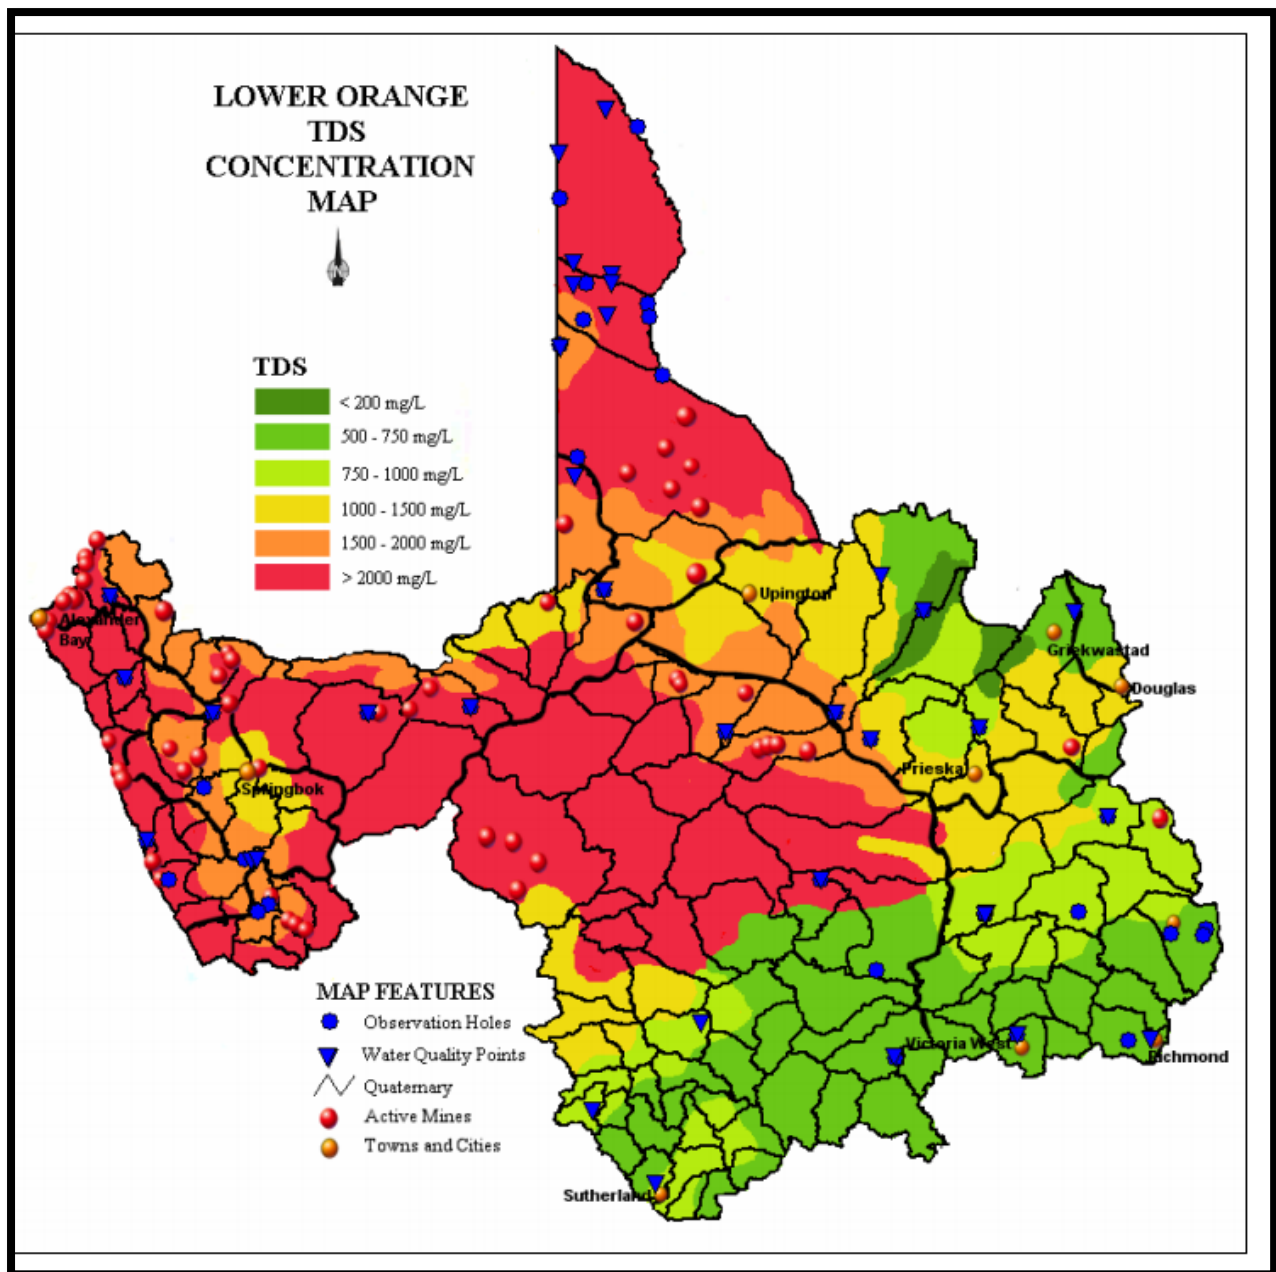 LOWER ORANGE
TDS
CONCENTRATION
MAP
N
TDS
< 200 mg/L
500 - 750 mg/L
750 - 1000 mg/L
1000 - 1500 mg/L
1500 - 2000 mg/L
> 2000 mg/L
Upington
Alexander
Bay
Griekwastad
Douglas
Prieska
Springbok
MAP FEATURES
Observation Holes
Water Quality Points
Quaternary
Active Mines
Towns and Cities
Victoria West
Richmond
Sutherland